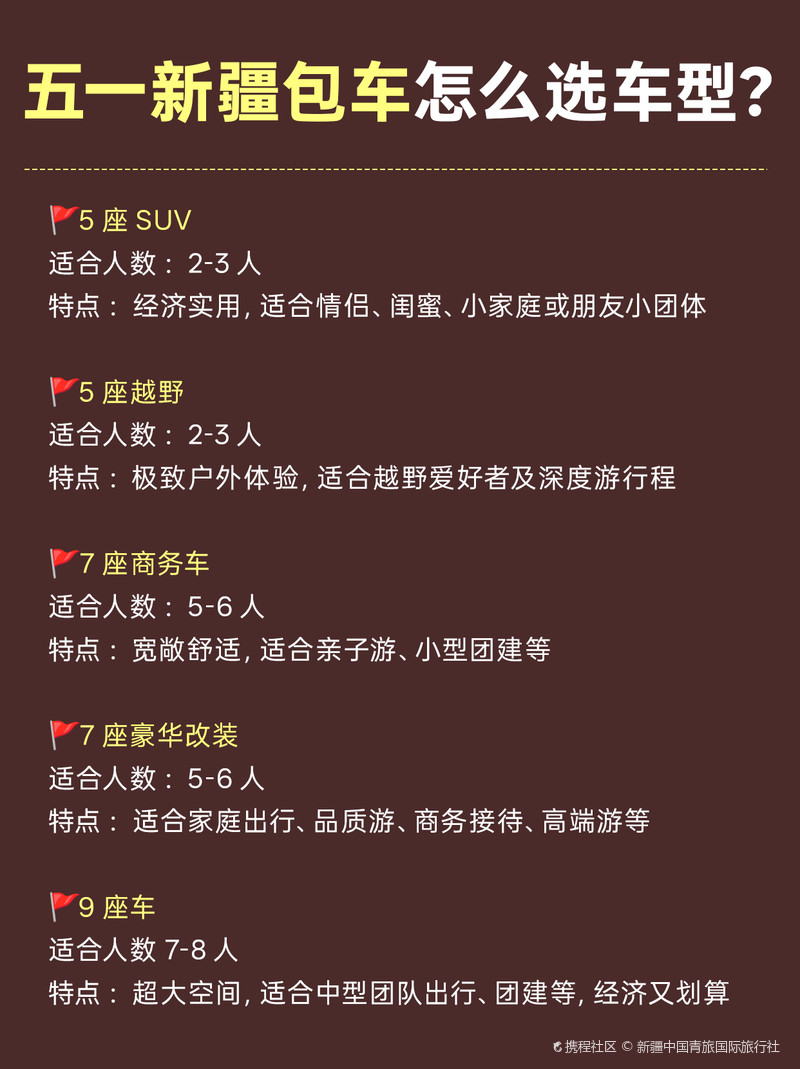 五一新疆包车怎么选车型?
🚩5 座 SUV
适合人数：2-3 人
特点：经济实用, 适合情侣、闺蜜、小家庭或朋友小团体
🚩5 座越野
适合人数：2-3 人
特点：极致户外体验, 适合越野爱好者及深度游行程
🚩7 座商务车
适合人数：5-6 人
特点：宽敞舒适, 适合亲子游、小型团建等
🚩7 座豪华改装
适合人数：5-6 人
特点：适合家庭出行、品质游、商务接待、高端游等
🚩9 座车
适合人数 7-8 人
特点：超大空间, 适合中型团队出行、团建等, 经济又划算
携程社区 © 新疆中国青旅国际旅行社